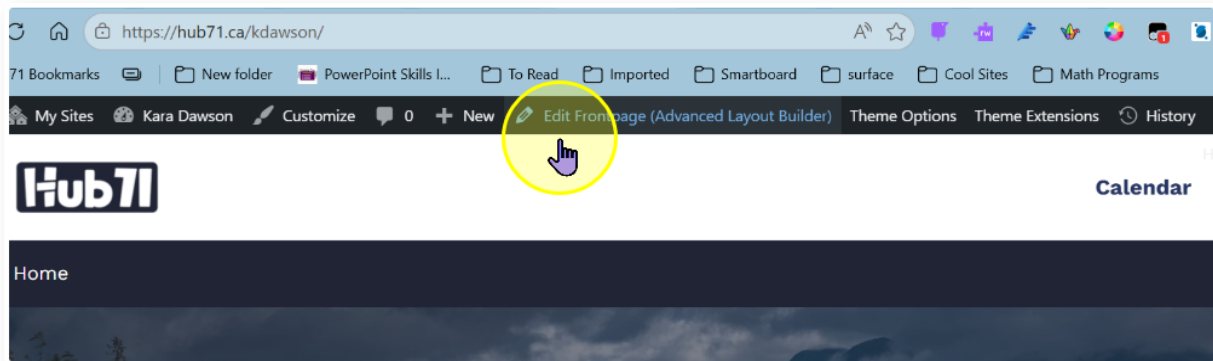 https://hub71.ca/kdawson/
71 Bookmarks New folder PowerPoint Skills I... To Read Imported Smartboard surface Cool Sites Math Programs
My Sites Kara Dawson Customize 0 + New Edit Frontpage (Advanced Layout Builder) Theme Options Theme Extensions History
Hub71
Calendar
Home